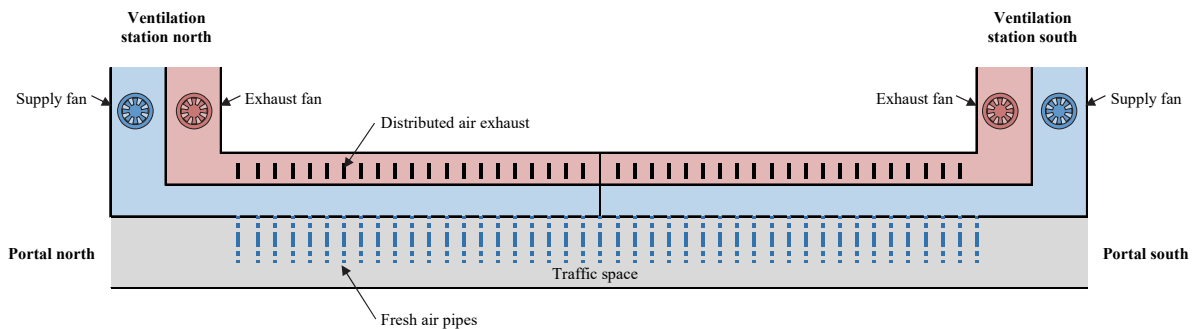 Ventilation
station north
Ventilation
station south
Supply fan
Exhaust fan
Exhaust fan
Supply fan
Distributed air exhaust
Portal north
Portal south
Traffic space
Fresh air pipes